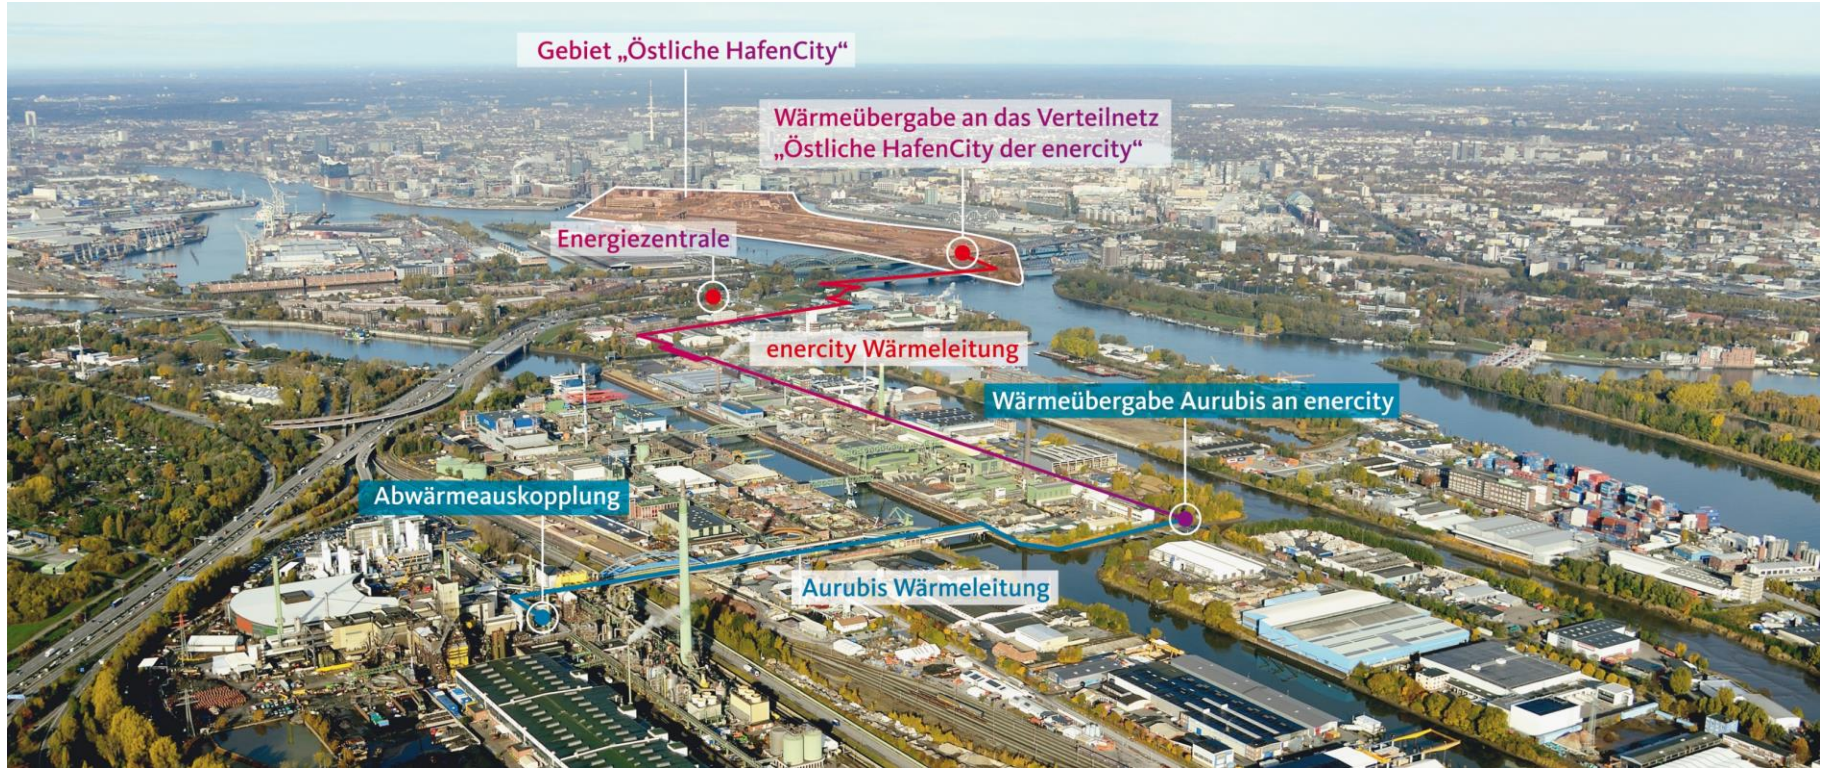 Gebiet „Östliche HafenCity“
Wärmeübergabe an das Verteilnetz
„Östliche HafenCity der enercity“
Energiezentrale
enercity Wärmeleitung
Wärmeübergabe Aurubis an enercity
Abwärmeauskopplung
Aurubis Wärmeleitung